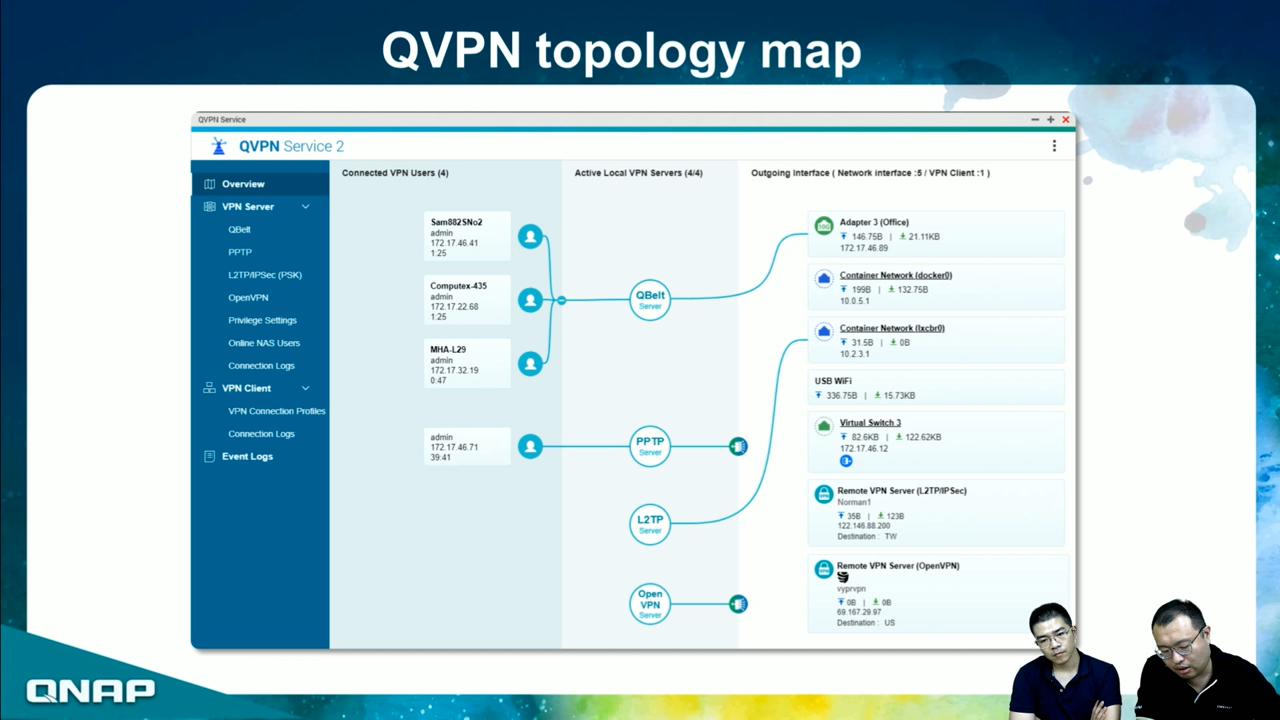 QVPN topology map
QVPN Service
QVPN Service 2
Overview
VPN Server
QBelt
PPTP
L2TP/IPSec (PSK)
OpenVPN
Privilege Settings
Online NAS Users
Connection Logs
VPN Client
VPN Connection Profiles
Connection Logs
Event Logs
Connected VPN Users (4)
Sam882SNo2
admin
172.17.46.41
1:25
Computex-435
admin
172.17.22.68
1:25
MHA-L29
admin
172.17.32.19
0:47
admin
172.17.46.71
39:41
Active Local VPN Servers (4/4)
QBelt
Server
PPTP
Server
L2TP
Server
Open
VPN
Server
Outgoing Interface ( Network interface :5 / VPN Client :1 )
Adapter 3 (Office)
146.75B | 21.11KB
172.17.46.89
Container Network (docker0)
199B | 132.75B
10.0.5.1
Container Network (lxcbr0)
31.5B | 0B
10.2.3.1
USB WiFi
336.75B | 15.73KB
Virtual Switch 3
82.6KB | 122.62KB
172.17.46.12
Remote VPN Server (L2TP/IPSec)
Norman1
35B | 123B
122.146.88.200
Destination : TW
Remote VPN Server (OpenVPN)
vyprvpn
0B | 0B
69.167.29.97
Destination : US
QNAP